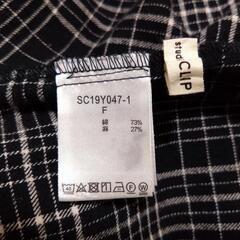 SC19Y047-1
F
綿 73%
麻 27%
studio CLIP